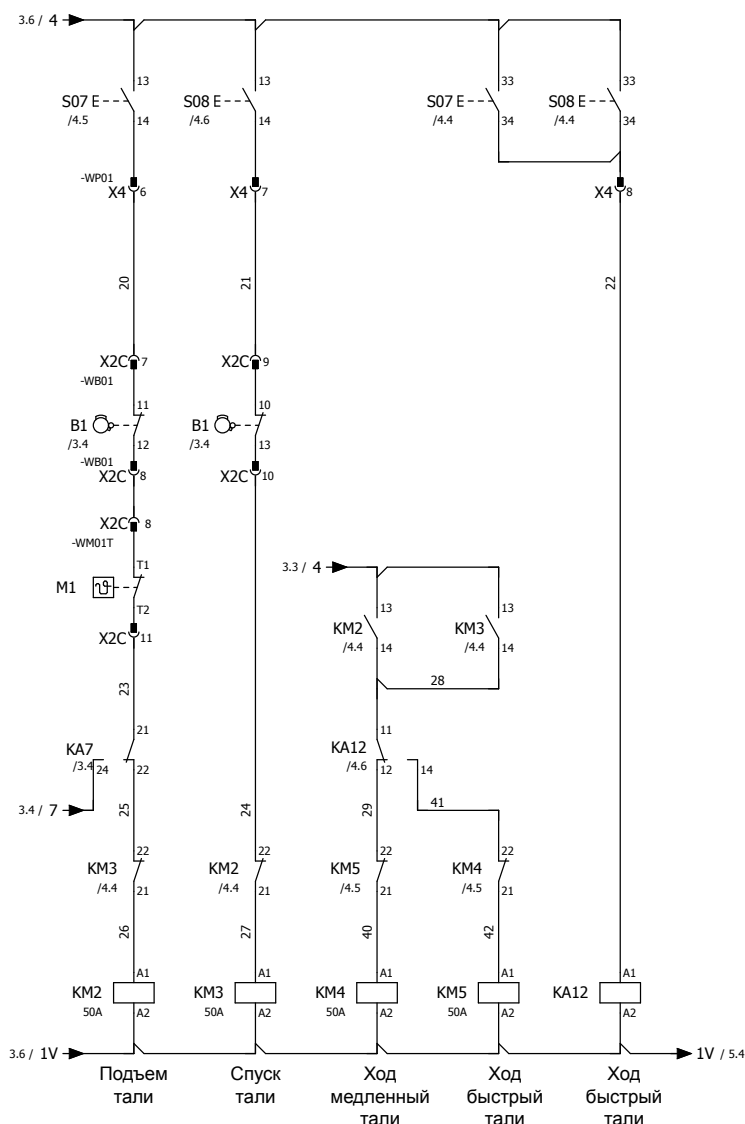 3.6 / 4
13 13 33 33
S07 E S08 E S07 E S08 E
/4.5 14 /4.6 14 /4.4 34 /4.4 34
-WP01
X4 6 X4 7 X4 8
20 21 22
X2C 7 X2C 9
-WB01
11 10
B1 B1
/3.4 12 /3.4 13
-WB01
X2C 8 X2C 10
X2C 8
-WM01T
T1 3.3 / 4
M1
T2 13 13
KM2 KM3
X2C 11 /4.4 14 /4.4 14
23 28
21 11
KA7 KA12
/3.4 24 22 /4.6 12 14
3.4 / 7 25 24 29 41
22 22 22 22
KM3 KM2 KM5 KM4
/4.4 21 /4.4 21 /4.5 21 /4.5 21
26 27 40 42
A1 A1 A1 A1 A1
KM2 KM3 KM4 KM5 KA12
50A A2 50A A2 50A A2 50A A2 A2
3.6 / 1V 1V / 5.4
Подъем Спуск Ход Ход Ход
тали тали медленный быстрый быстрый
тали тали тали